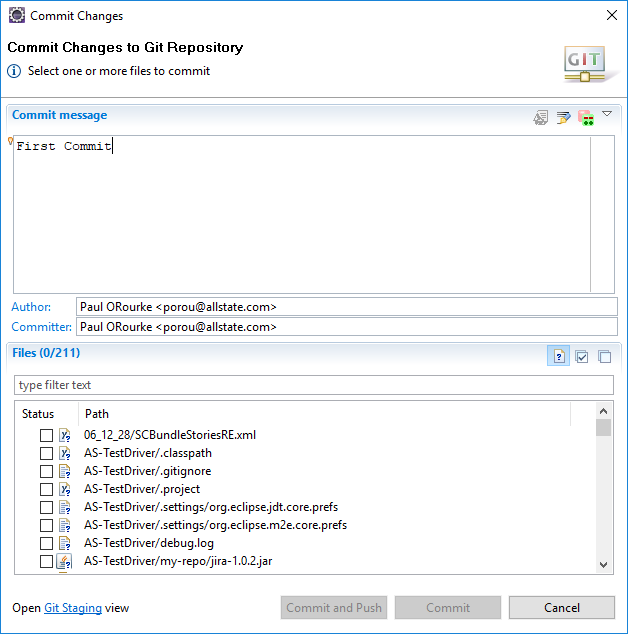 Commit Changes
Commit Changes to Git Repository
Select one or more files to commit
GIT
Commit message
First Commit
Author: Paul ORourke <porou@allstate.com>
Committer: Paul ORourke <porou@allstate.com>
Files (0/211)
type filter text
Status Path
06_12_28/SCBundleStoriesRE.xml
AS-TestDriver/.classpath
AS-TestDriver/.gitignore
AS-TestDriver/.project
AS-TestDriver/.settings/org.eclipse.jdt.core.prefs
AS-TestDriver/.settings/org.eclipse.m2e.core.prefs
AS-TestDriver/debug.log
AS-TestDriver/my-repo/jira-1.0.2.jar
Open Git Staging view Commit and Push Commit Cancel